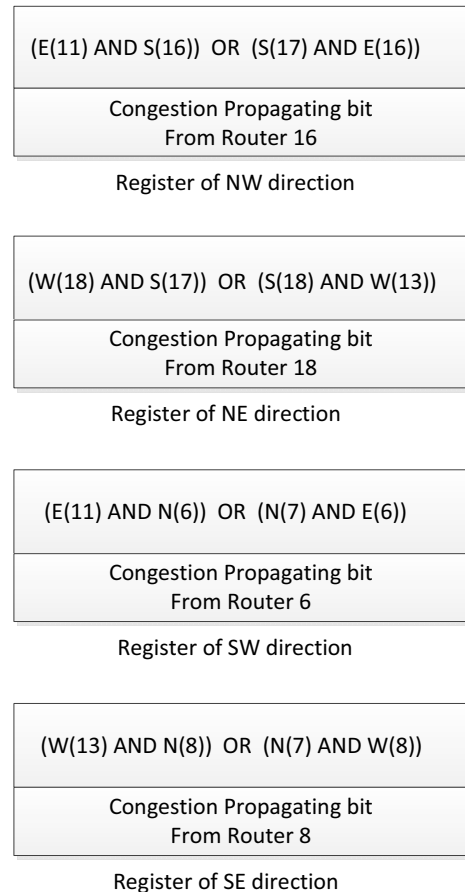 (E(11) AND S(16)) OR (S(17) AND E(16))
Congestion Propagating bit
From Router 16
Register of NW direction
(W(18) AND S(17)) OR (S(18) AND W(13))
Congestion Propagating bit
From Router 18
Register of NE direction
(E(11) AND N(6)) OR (N(7) AND E(6))
Congestion Propagating bit
From Router 6
Register of SW direction
(W(13) AND N(8)) OR (N(7) AND W(8))
Congestion Propagating bit
From Router 8
Register of SE direction